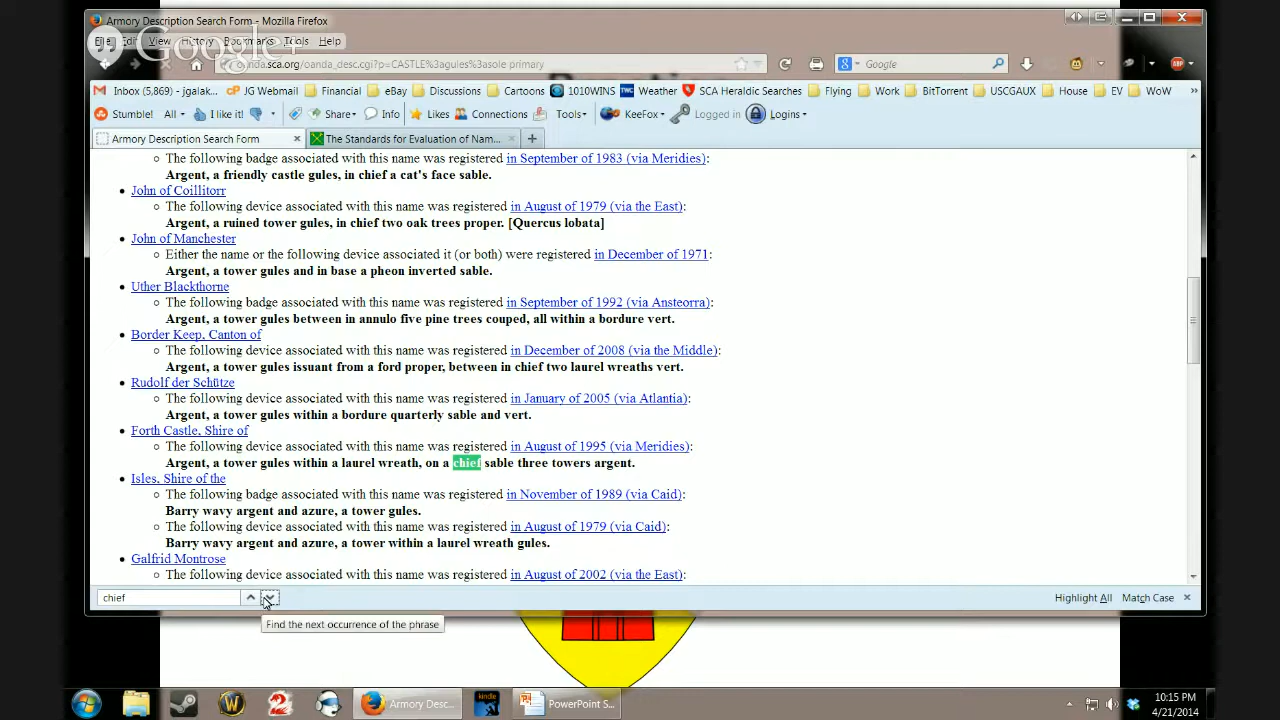 Armory Description Search Form - Mozilla Firefox
File Edit View History Bookmarks Tools Help
Google+
oanda.sca.org/oanda_desc.cgi?p=CASTLE%3agules%3asole primary
Google
Inbox (5,869) - jgalak... JG Webmail Financial eBay Discussions Cartoons 1010WINS Weather SCA Heraldic Searches Flying Work BitTorrent USCGAUX House EV WoW »
Stumble! All I like it! Share Info Likes Connections Tools KeeFox Logged in Logins
Armory Description Search Form × The Standards for Evaluation of Nam... ×
The following badge associated with this name was registered in September of 1983 (via Meridies):
Argent, a friendly castle gules, in chief a cat's face sable.
John of Coillitorr
The following device associated with this name was registered in August of 1979 (via the East):
Argent, a ruined tower gules, in chief two oak trees proper. [Quercus lobata]
John of Manchester
Either the name or the following device associated it (or both) were registered in December of 1971:
Argent, a tower gules and in base a pheon inverted sable.
Uther Blackthorne
The following badge associated with this name was registered in September of 1992 (via Ansteorra):
Argent, a tower gules between in annulo five pine trees couped, all within a bordure vert.
Border Keep, Canton of
The following device associated with this name was registered in December of 2008 (via the Middle):
Argent, a tower gules issuant from a ford proper, between in chief two laurel wreaths vert.
Rudolf der Schütze
The following device associated with this name was registered in January of 2005 (via Atlantia):
Argent, a tower gules within a bordure quarterly sable and vert.
Forth Castle, Shire of
The following device associated with this name was registered in August of 1995 (via Meridies):
Argent, a tower gules within a laurel wreath, on a chief sable three towers argent.
Isles, Shire of the
The following badge associated with this name was registered in November of 1989 (via Caid):
Barry wavy argent and azure, a tower gules.
The following device associated with this name was registered in August of 1979 (via Caid):
Barry wavy argent and azure, a tower within a laurel wreath gules.
Galfrid Montrose
The following device associated with this name was registered in August of 2002 (via the East):
chief Highlight All Match Case ×
Find the next occurrence of the phrase
Armory Desc... kindle PowerPoint S...
10:15 PM
4/21/2014